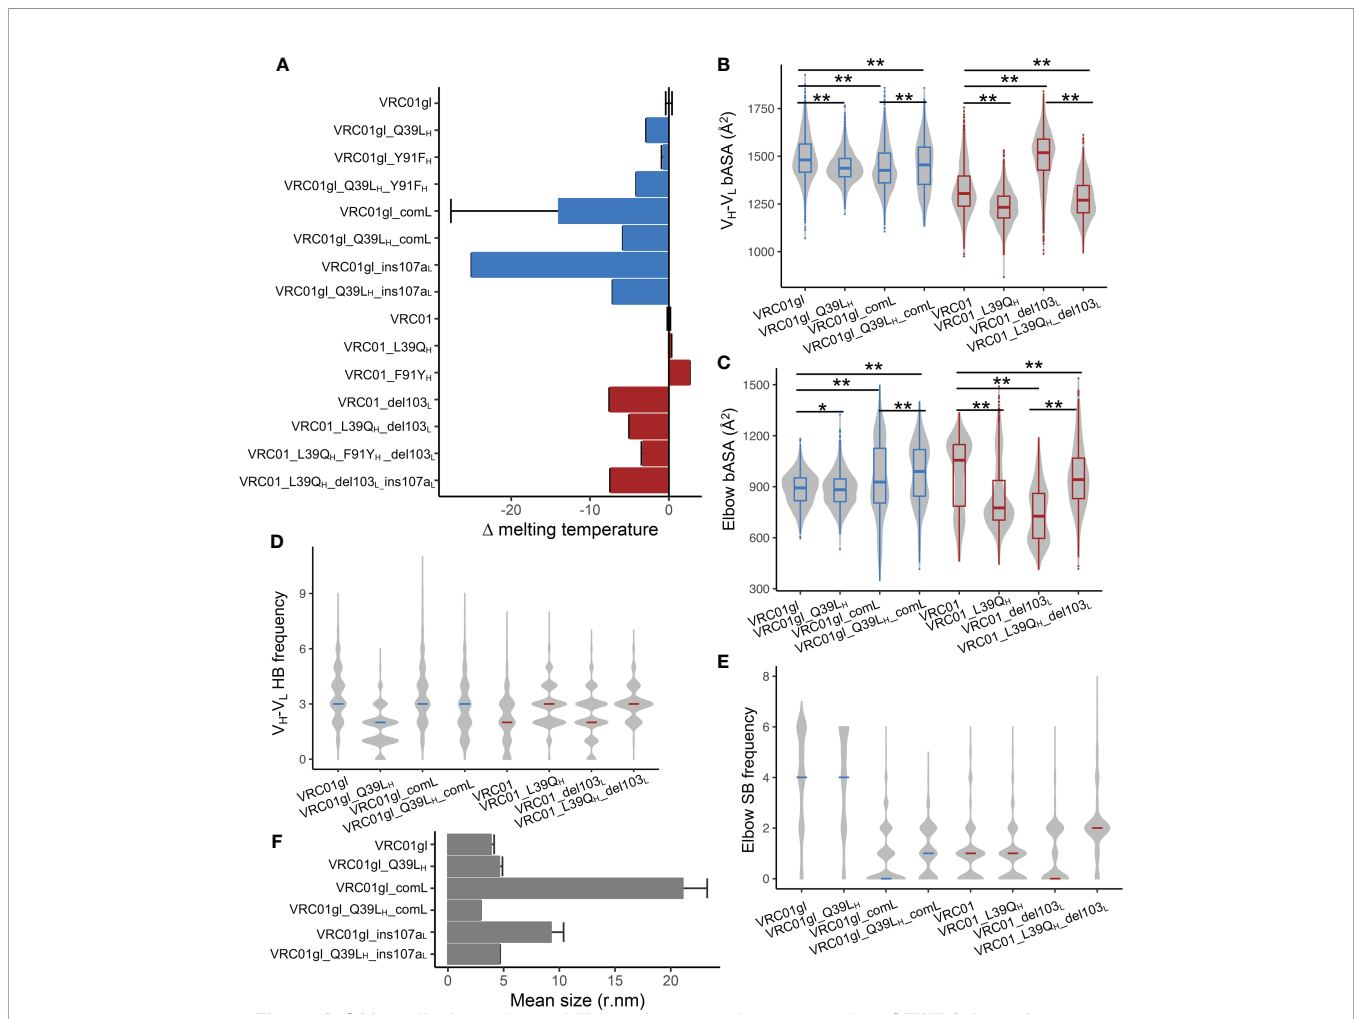 A
VRC01gl
VRC01gl_Q39LH
VRC01gl_Y91FH
VRC01gl_Q39LH_Y91FH
VRC01gl_comL
VRC01gl_Q39LH_comL
VRC01gl_ins107aL
VRC01gl_Q39LH_ins107aL
VRC01
VRC01_L39QH
VRC01_F91YH
VRC01_del103L
VRC01_L39QH_del103L
VRC01_L39QH_F91YH_del103L
VRC01_L39QH_del103L_ins107aL
-20 -10 0
Δ melting temperature
B
VH-VL bASA (Å2)
1750
1500
1250
1000
** ** ** ** ** ** ** **
VRC01gl
VRC01gl_Q39LH
VRC01gl_comL
VRC01gl_Q39LH_comL
VRC01
VRC01_L39QH
VRC01_del103L
VRC01_L39QH_del103L
C
Elbow bASA (Å2)
1500
1200
900
600
300
** ** * ** ** ** ** **
VRC01gl
VRC01gl_Q39LH
VRC01gl_comL
VRC01gl_Q39LH_comL
VRC01
VRC01_L39QH
VRC01_del103L
VRC01_L39QH_del103L
D
VH-VL HB frequency
9
6
3
0
VRC01gl
VRC01gl_Q39LH
VRC01gl_comL
VRC01gl_Q39LH_comL
VRC01
VRC01_L39QH
VRC01_del103L
VRC01_L39QH_del103L
E
Elbow SB frequency
8
6
4
2
0
VRC01gl
VRC01gl_Q39LH
VRC01gl_comL
VRC01gl_Q39LH_comL
VRC01
VRC01_L39QH
VRC01_del103L
VRC01_L39QH_del103L
F
VRC01gl
VRC01gl_Q39LH
VRC01gl_comL
VRC01gl_Q39LH_comL
VRC01gl_ins107aL
VRC01gl_Q39LH_ins107aL
0 5 10 15 20
Mean size (r.nm)